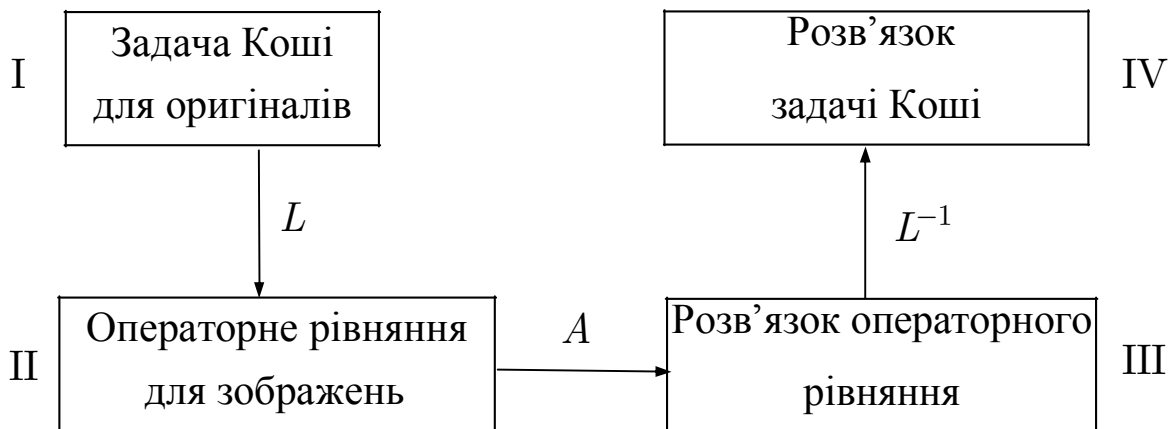 I
Задача Коші
для оригіналів
L
II
Операторне рівняння
для зображень
A
Розв’язок операторного
рівняння
III
L⁻¹
Розв’язок
задачі Коші
IV